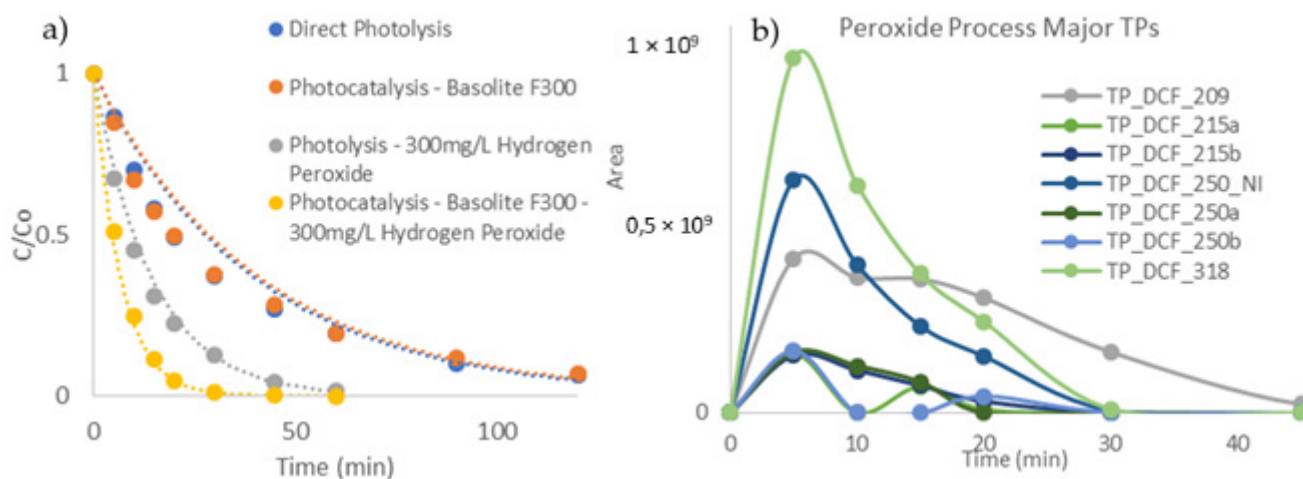 a)
Direct Photolysis
Photocatalysis - Basolite F300
Photolysis - 300mg/L Hydrogen
Peroxide
Photocatalysis - Basolite F300 -
300mg/L Hydrogen Peroxide
C/Co
1
0.5
0
0
50
100
Time (min)
b)
Peroxide Process Major TPs
1 × 10⁹
0,5 × 10⁹
0
Area
TP_DCF_209
TP_DCF_215a
TP_DCF_215b
TP_DCF_250_NI
TP_DCF_250a
TP_DCF_250b
TP_DCF_318
0
10
20
30
40
Time (min)